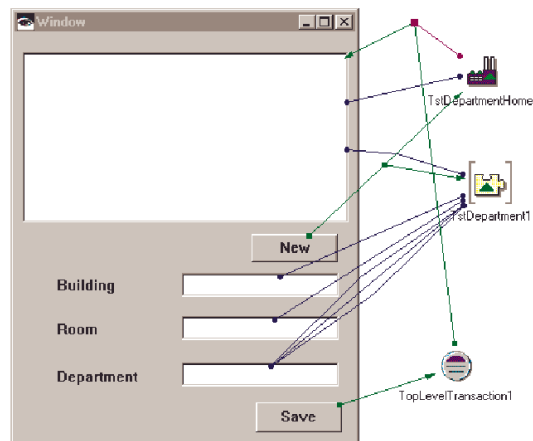 Window
TstDepartmentHome
TstDepartment1
New
Building
Room
Department
TopLevelTransaction1
Save